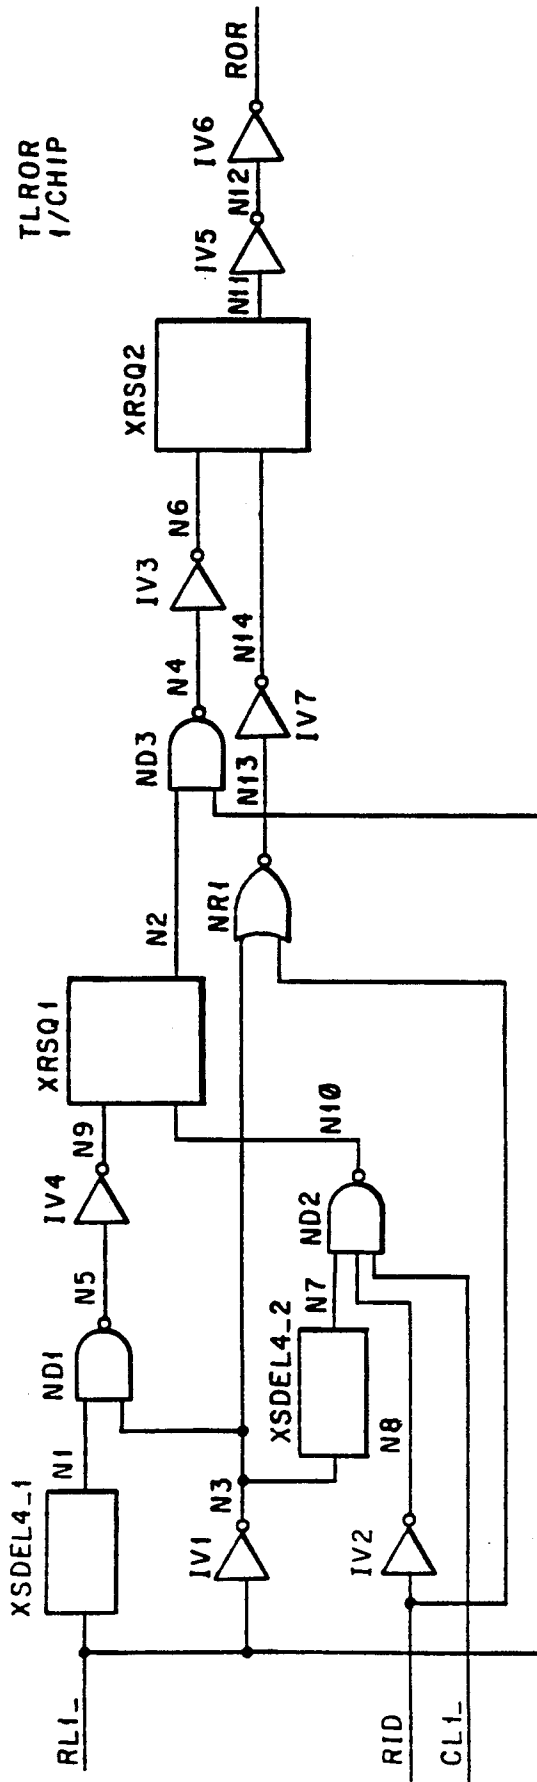 TLROR
1/CHIP
RL1_
XSDEL4_1
N1
ND1
N5
IV4
N9
XRSQ1
N2
ND3
N4
IV3
N6
XRSQ2
N11
IV5
N12
IV6
ROR
IV1
N3
NR1
N13
IV7
N14
XSDEL4_2
N7
ND2
N10
RID
IV2
N8
CL1_